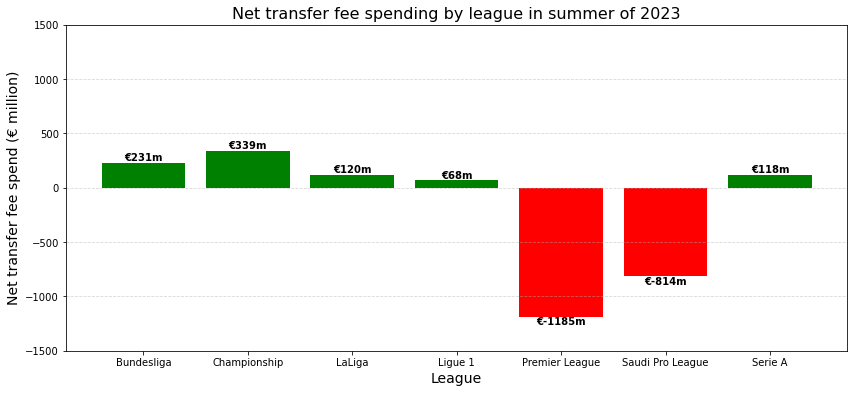 Net transfer fee spending by league in summer of 2023
Net transfer fee spend (€ million)
1500
1000
500
0
−500
−1000
−1500
€231m
€339m
€120m
€68m
€-1185m
€-814m
€118m
Bundesliga
Championship
LaLiga
Ligue 1
Premier League
Saudi Pro League
Serie A
League